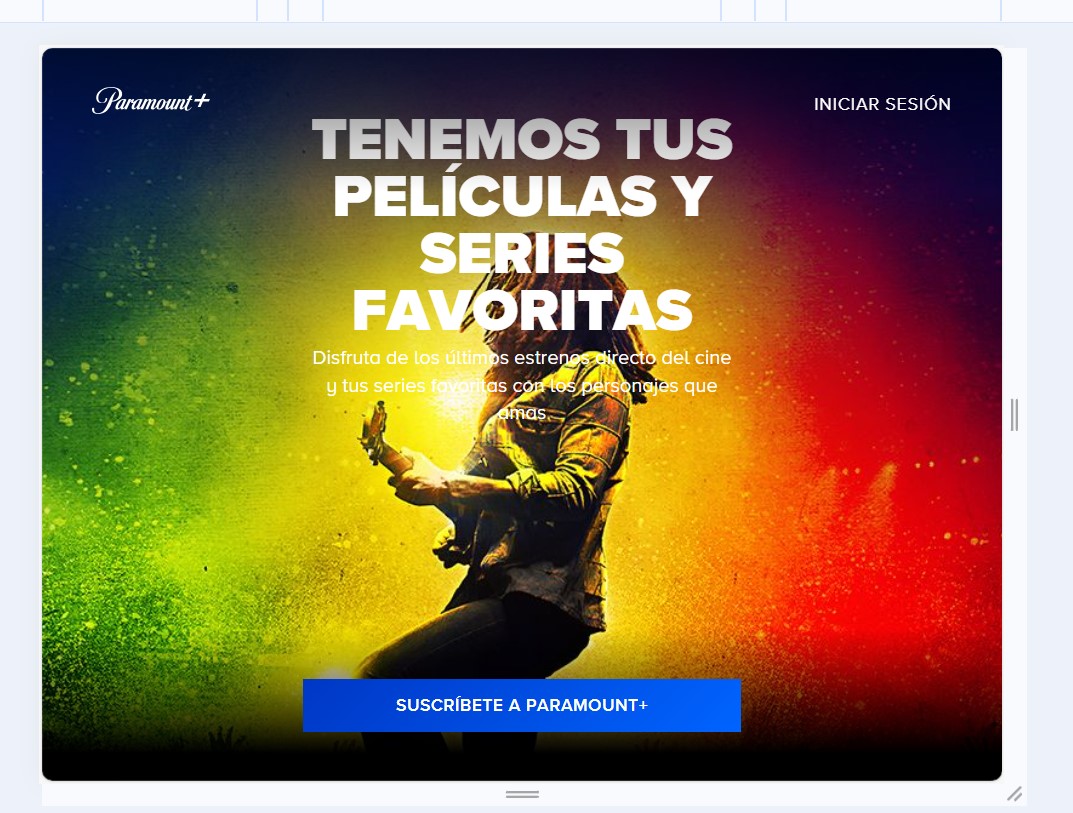 Paramount+
INICIAR SESIÓN
TENEMOS TUS
PELÍCULAS Y
SERIES
FAVORITAS
Disfruta de los últimos estrenos directo del cine
y tus series favoritas con los personajes que
amas.
SUSCRÍBETE A PARAMOUNT+